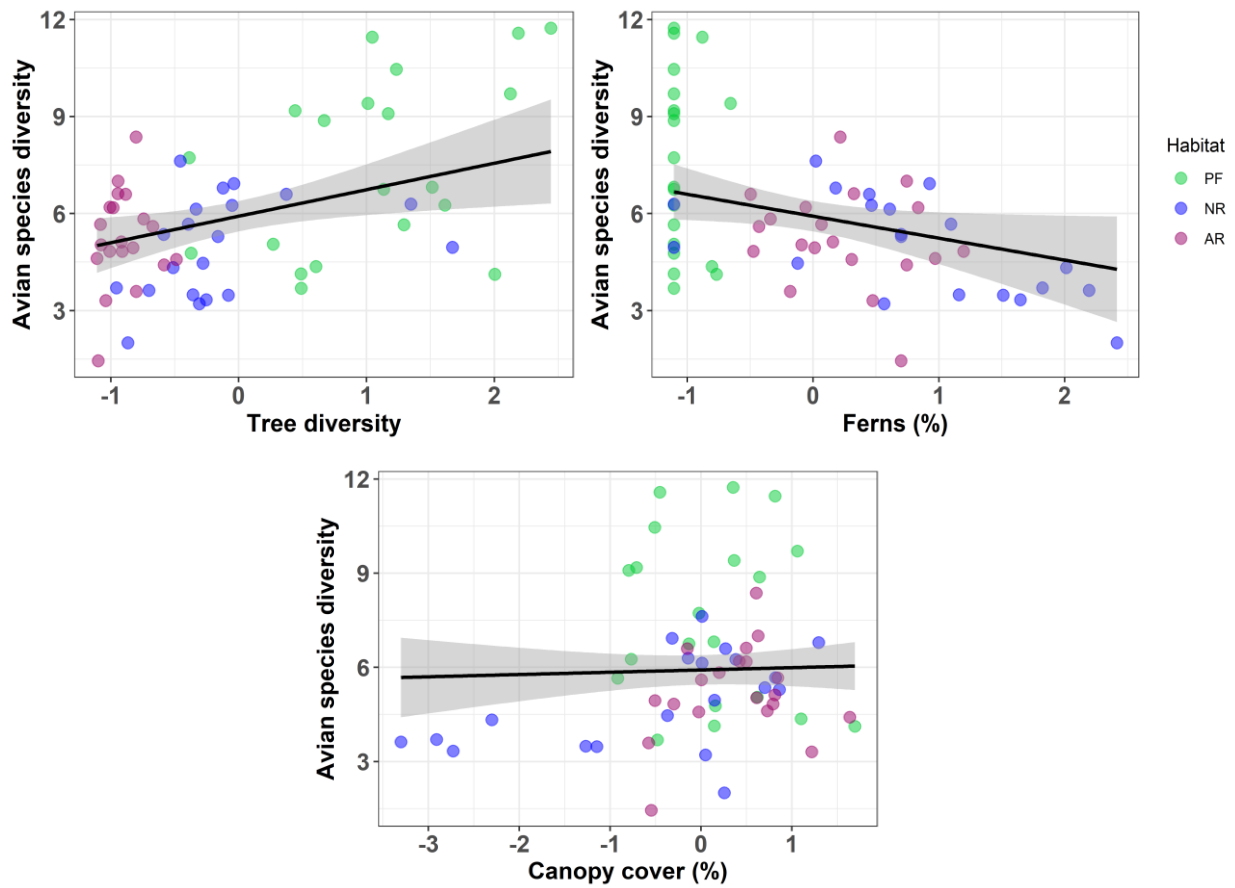 12
9
6
3
Avian species diversity
-1
0
1
2
Tree diversity
12
9
6
3
Avian species diversity
-1
0
1
2
Ferns (%)
Habitat
PF
NR
AR
12
9
6
3
Avian species diversity
-3
-2
-1
0
1
Canopy cover (%)